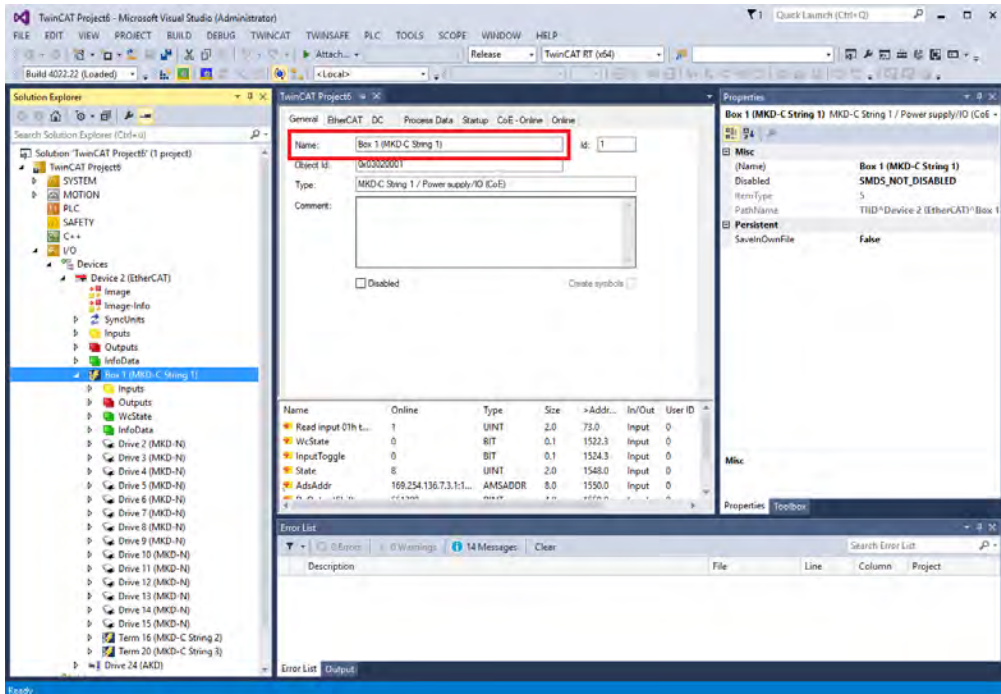 TwinCAT Project6 - Microsoft Visual Studio (Administrator)
1 Quick Launch (Ctrl+Q)
FILE EDIT VIEW PROJECT BUILD DEBUG TWINCAT TWINSAFE PLC TOOLS SCOPE WINDOW HELP
Attach... Release TwinCAT RT (x64)
Build 4022.22 (Loaded) <Local>
Solution Explorer
Search Solution Explorer (Ctrl+ü)
Solution 'TwinCAT Project6' (1 project)
TwinCAT Project6
SYSTEM
MOTION
PLC
SAFETY
C++
I/O
Devices
Device 2 (EtherCAT)
Image
Image-Info
SyncUnits
Inputs
Outputs
InfoData
Box 1 (MKD-C String 1)
Inputs
Outputs
WcState
InfoData
Drive 2 (MKD-N)
Drive 3 (MKD-N)
Drive 4 (MKD-N)
Drive 5 (MKD-N)
Drive 6 (MKD-N)
Drive 7 (MKD-N)
Drive 8 (MKD-N)
Drive 9 (MKD-N)
Drive 10 (MKD-N)
Drive 11 (MKD-N)
Drive 12 (MKD-N)
Drive 13 (MKD-N)
Drive 14 (MKD-N)
Drive 15 (MKD-N)
Term 16 (MKD-C String 2)
Term 20 (MKD-C String 3)
Drive 24 (AKD)
TwinCAT Project6
General EtherCAT DC Process Data Startup CoE - Online Online
Name: Box 1 (MKD-C String 1) Id: 1
Object Id: 0x03020001
Type: MKD-C String 1 / Power supply/IO (CoE)
Comment:
Disabled Create symbols
Name Online Type Size >Addr... In/Out User ID
Read input 01h t... 1 UINT 2.0 73.0 Input 0
WcState 0 BIT 0.1 1522.3 Input 0
InputToggle 0 BIT 0.1 1524.3 Input 0
State 8 UINT 2.0 1548.0 Input 0
AdsAddr 169.254.136.7.3.1:1... AMSADDR 8.0 1550.0 Input 0
Properties
Box 1 (MKD-C String 1) MKD-C String 1 / Power supply/IO (CoE
Misc
(Name) Box 1 (MKD-C String 1)
Disabled SMDS_NOT_DISABLED
ItemType 5
PathName TIID^Device 2 (EtherCAT)^Box 1
Persistent
SaveInOwnFile False
Misc
Properties Toolbox
Error List
0 Errors 0 Warnings 14 Messages Clear Search Error List
Description File Line Column Project
Error List Output
Ready